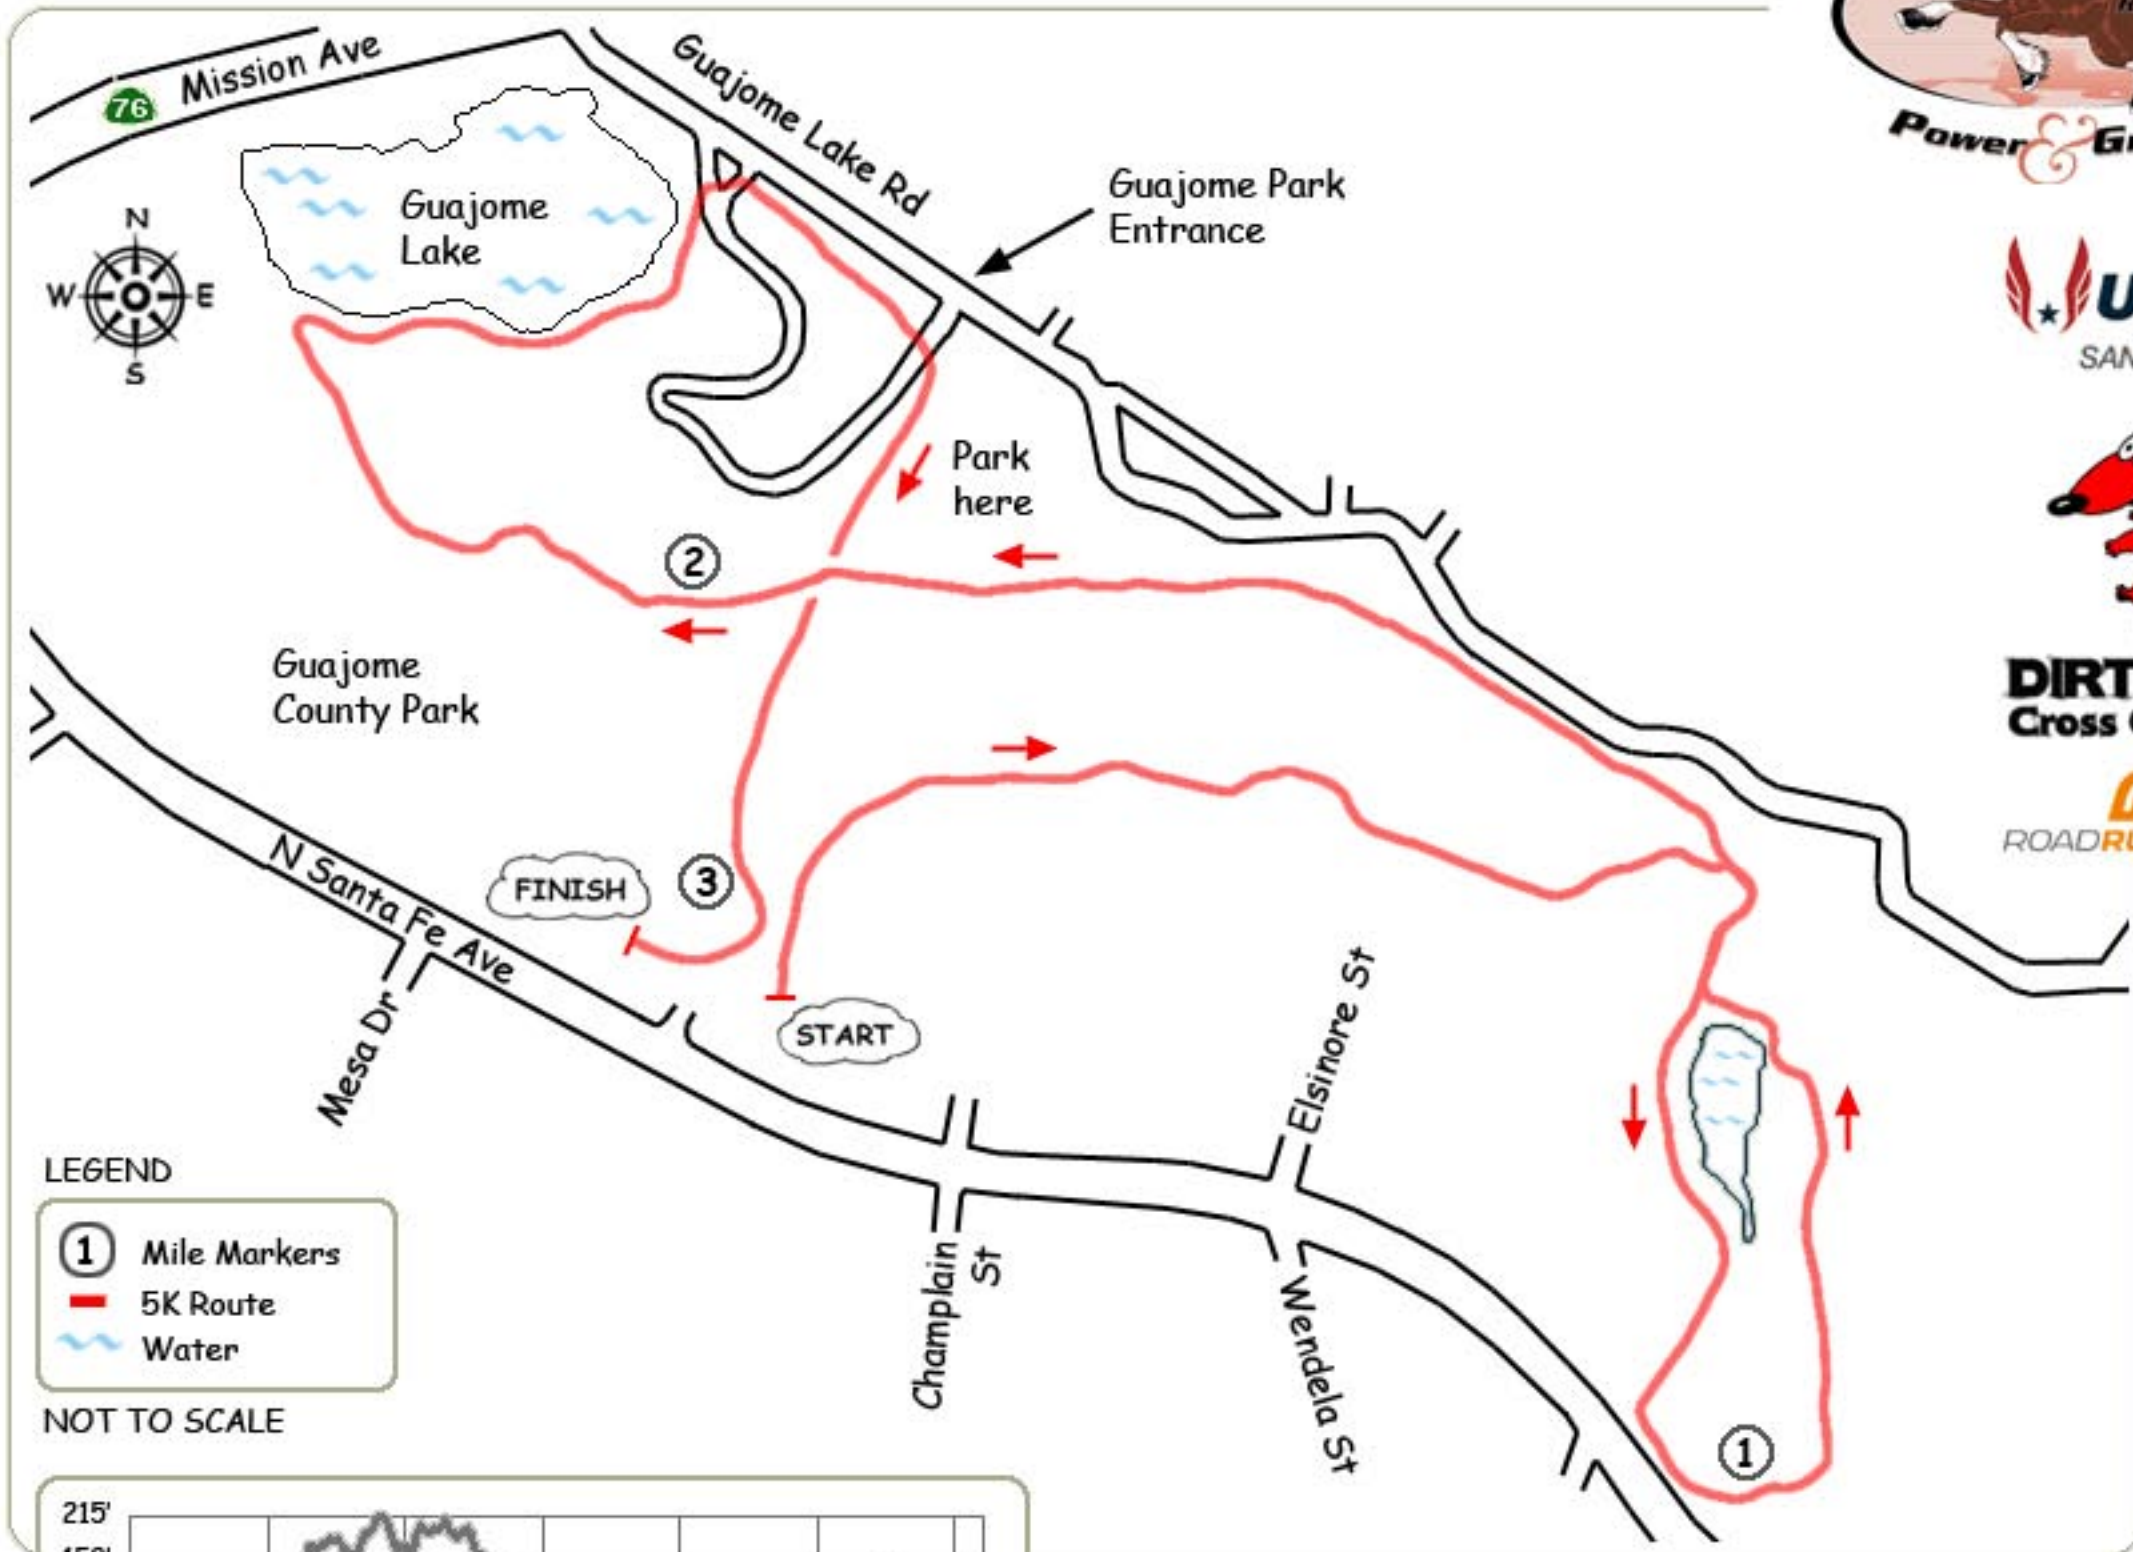 76
Mission Ave
Guajome Lake Rd
Power & G
Guajome Park
Entrance
Guajome
Lake
N
W
E
S
U
SAN
Park
here
2
Guajome
County Park
DIRT
Cross
ROADRU
FINISH
3
N Santa Fe Ave
START
Mesa Dr
Elsinore St
Champlain
St
Wendela St
1
LEGEND
1 Mile Markers
5K Route
Water
NOT TO SCALE
215'